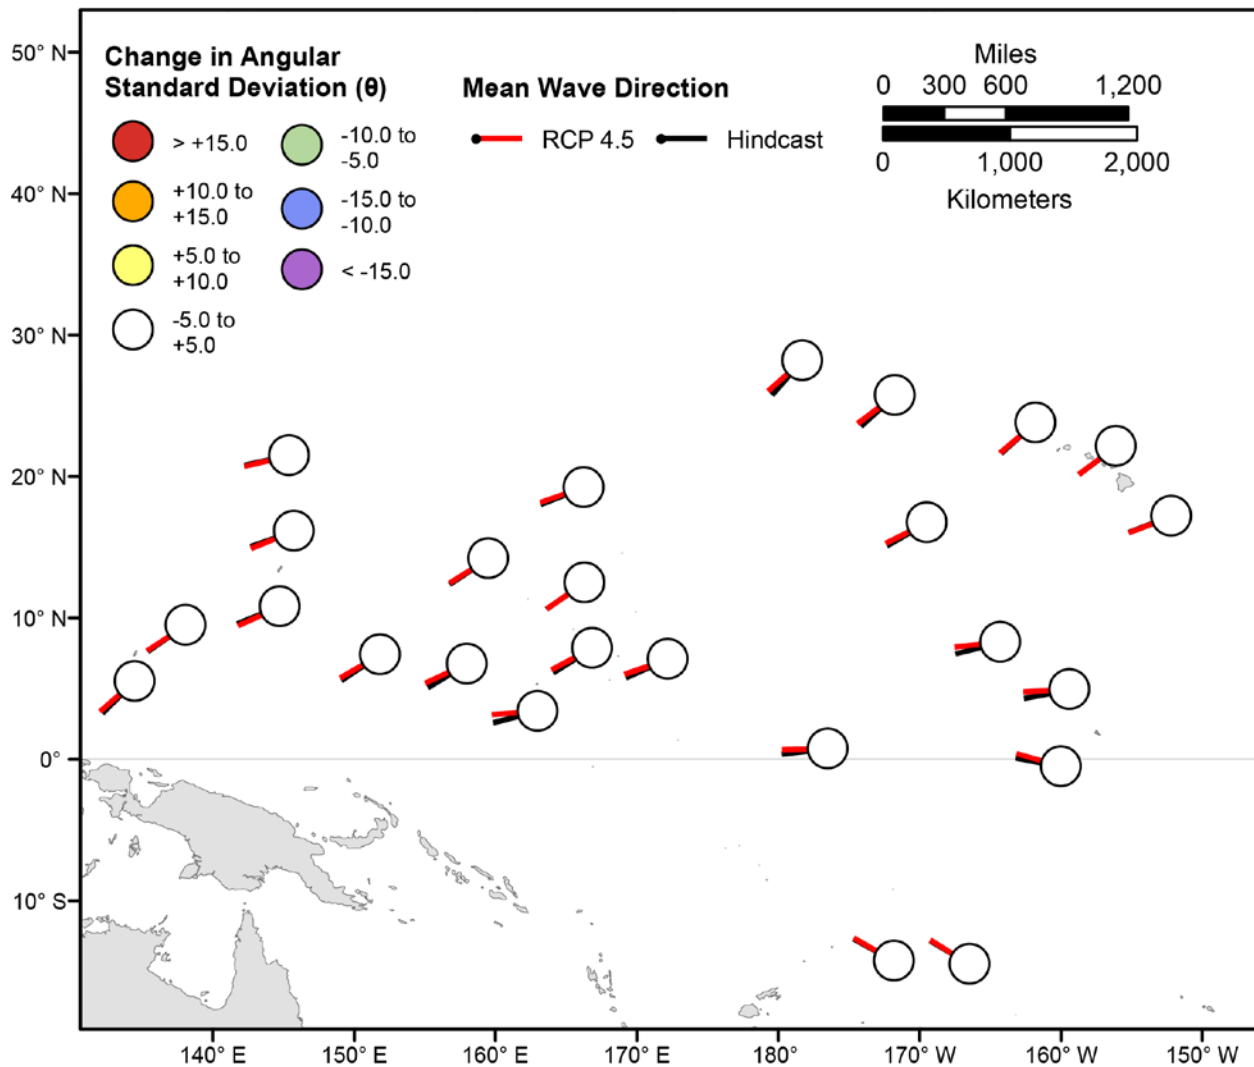 Change in Angular
Standard Deviation (θ)
> +15.0
+10.0 to
+15.0
+5.0 to
+10.0
-5.0 to
+5.0
-10.0 to
-5.0
-15.0 to
-10.0
< -15.0
Mean Wave Direction
RCP 4.5
Hindcast
Miles
0 300 600 1,200
0 1,000 2,000
Kilometers
50° N
40° N
30° N
20° N
10° N
0°
10° S
140° E 150° E 160° E 170° E 180° 170° W 160° W 150° W